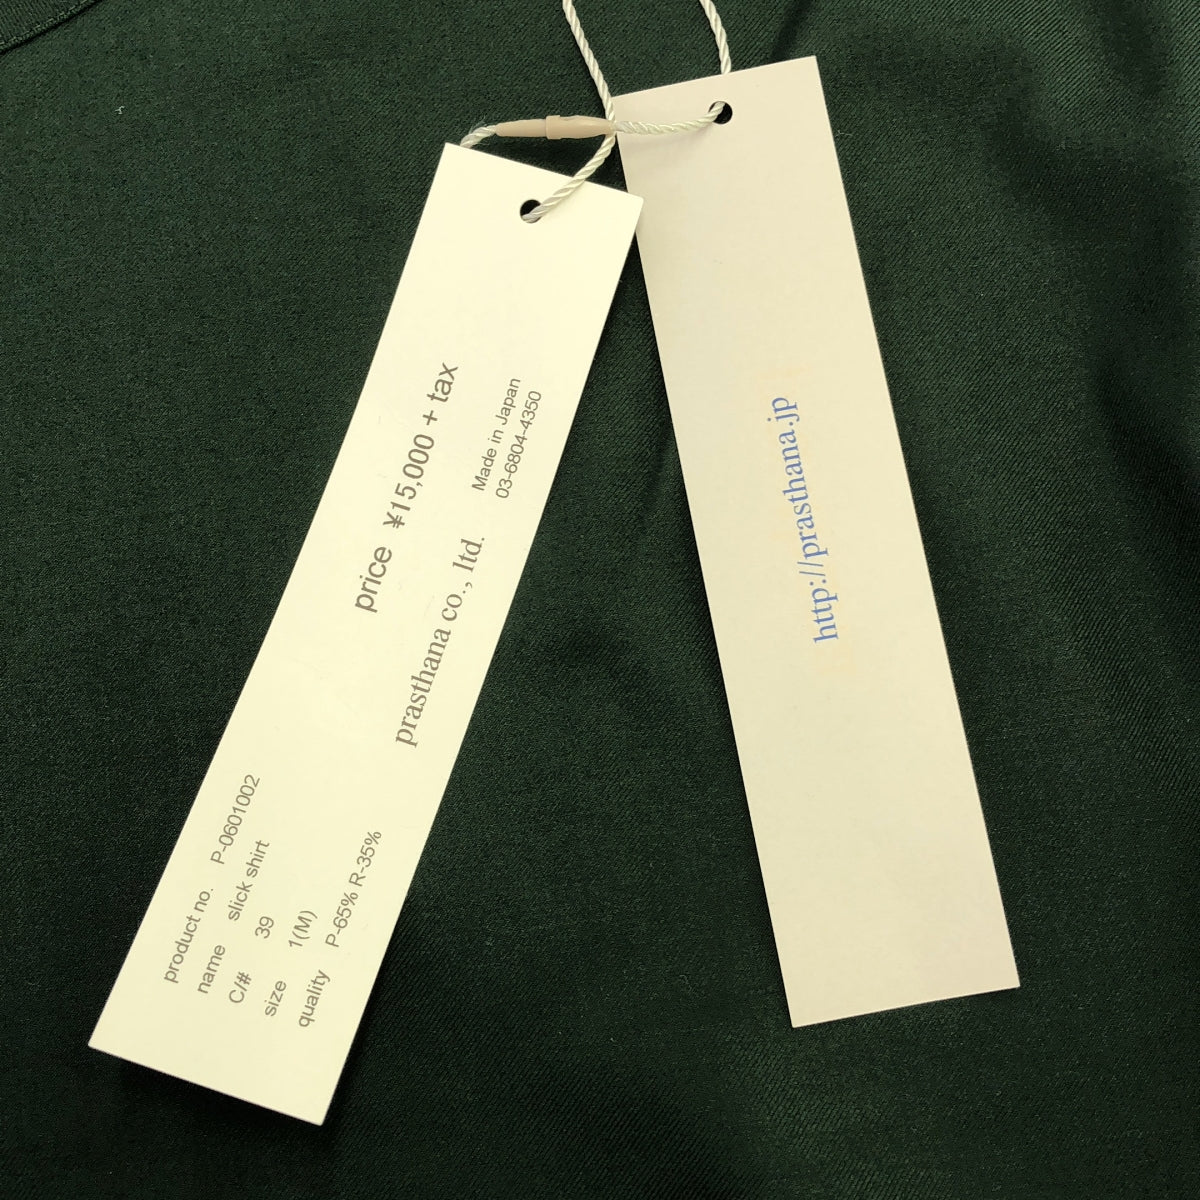 product no. P-0601002
name slick shirt
C/# 39
size 1(M)
quality P-65% R-35%
price ¥15,000 + tax
prasthana co., ltd.
Made in Japan
03-6804-4350
http://prasthana.jp